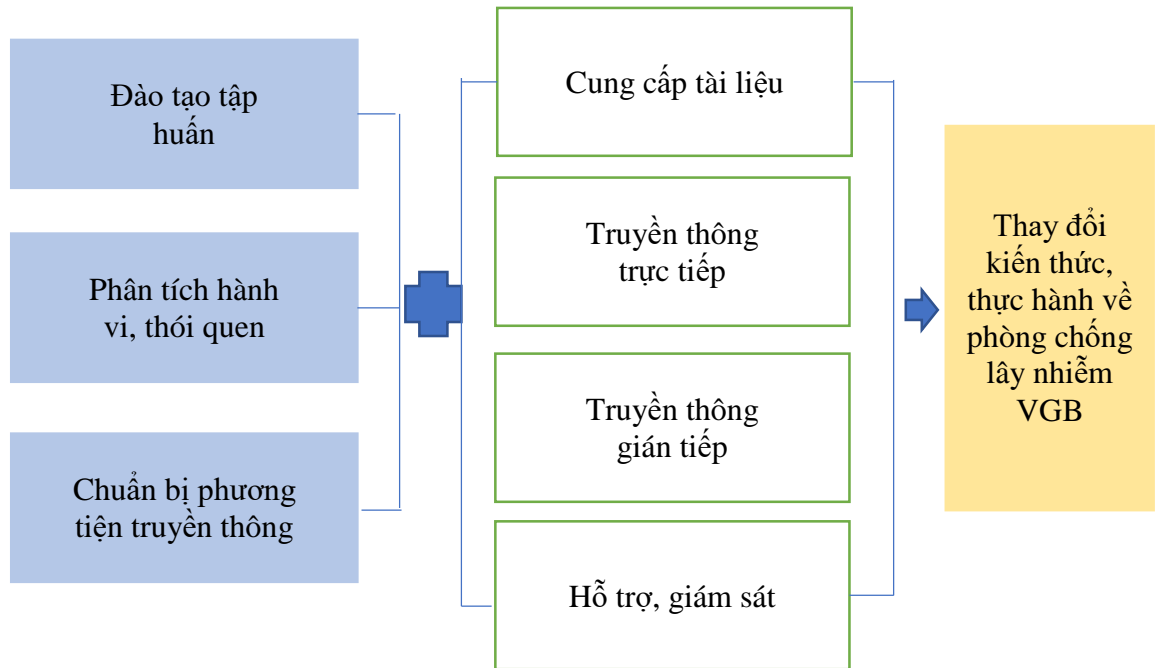 Đào tạo tập
huấn
Phân tích hành
vi, thói quen
Chuẩn bị phương
tiện truyền thông
Cung cấp tài liệu
Truyền thông
trực tiếp
Truyền thông
gián tiếp
Hỗ trợ, giám sát
Thay đổi
kiến thức,
thực hành về
phòng chống
lây nhiễm
VGB